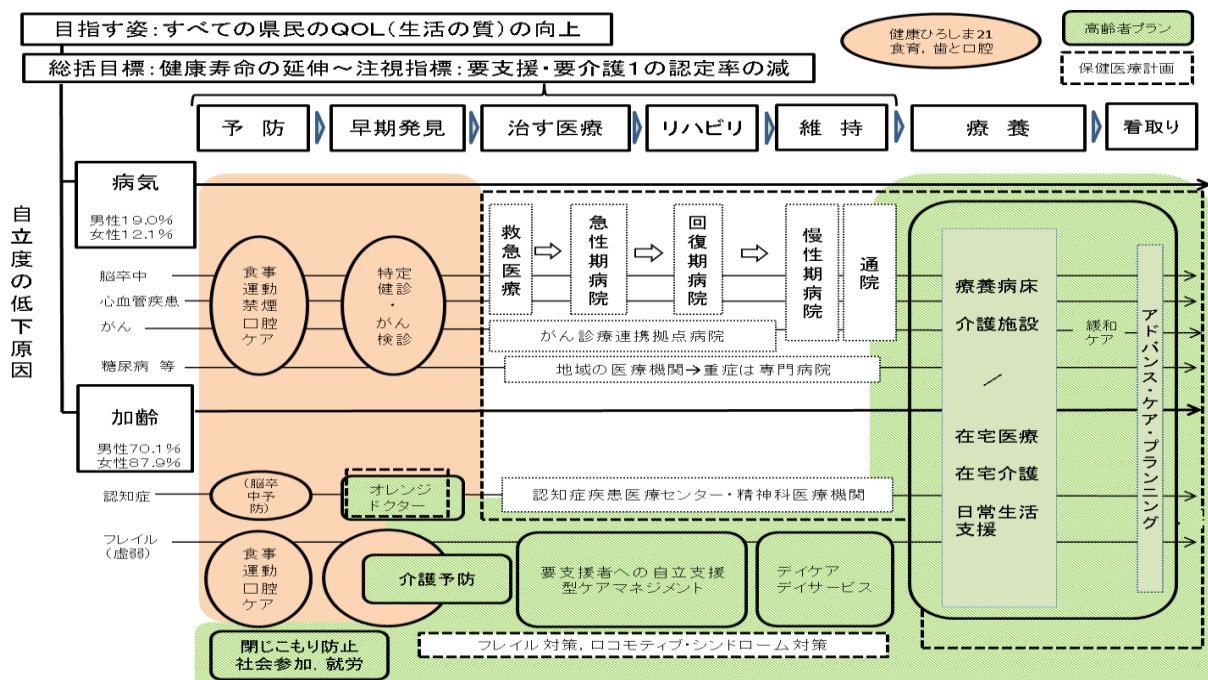 目指す姿：すべての県民のQOL（生活の質）の向上
総括目標：健康寿命の延伸～注視指標：要支援・要介護1の認定率の減
健康ひろしま21
食育，歯と口腔
高齢者プラン
保健医療計画
予 防
早期発見
治す医療
リハビリ
維 持
療 養
看取り
自立度の低下原因
病気
男性19.0%
女性12.1%
脳卒中
心血管疾患
がん
糖尿病 等
食事
運動
禁煙
口腔
ケア
特定
健診
・
がん
検診
救急医療
急性期病院
回復期病院
慢性期病院
通院
がん診療連携拠点病院
地域の医療機関→重症は専門病院
加齢
男性70.1%
女性87.9%
認知症
（脳卒
中予
防）
オレンジ
ドクター
認知症疾患医療センター・精神科医療機関
フレイル
（虚弱）
食事
運動
口腔
ケア
介護予防
要支援者への自立支援
型ケアマネジメント
デイケア
デイサービス
閉じこもり防止
社会参加，就労
フレイル対策，ロコモティブ・シンドローム対策
療養病床
介護施設
／
在宅医療
在宅介護
日常生活
支援
緩和
ケア
アドバンス・ケア・プランニング